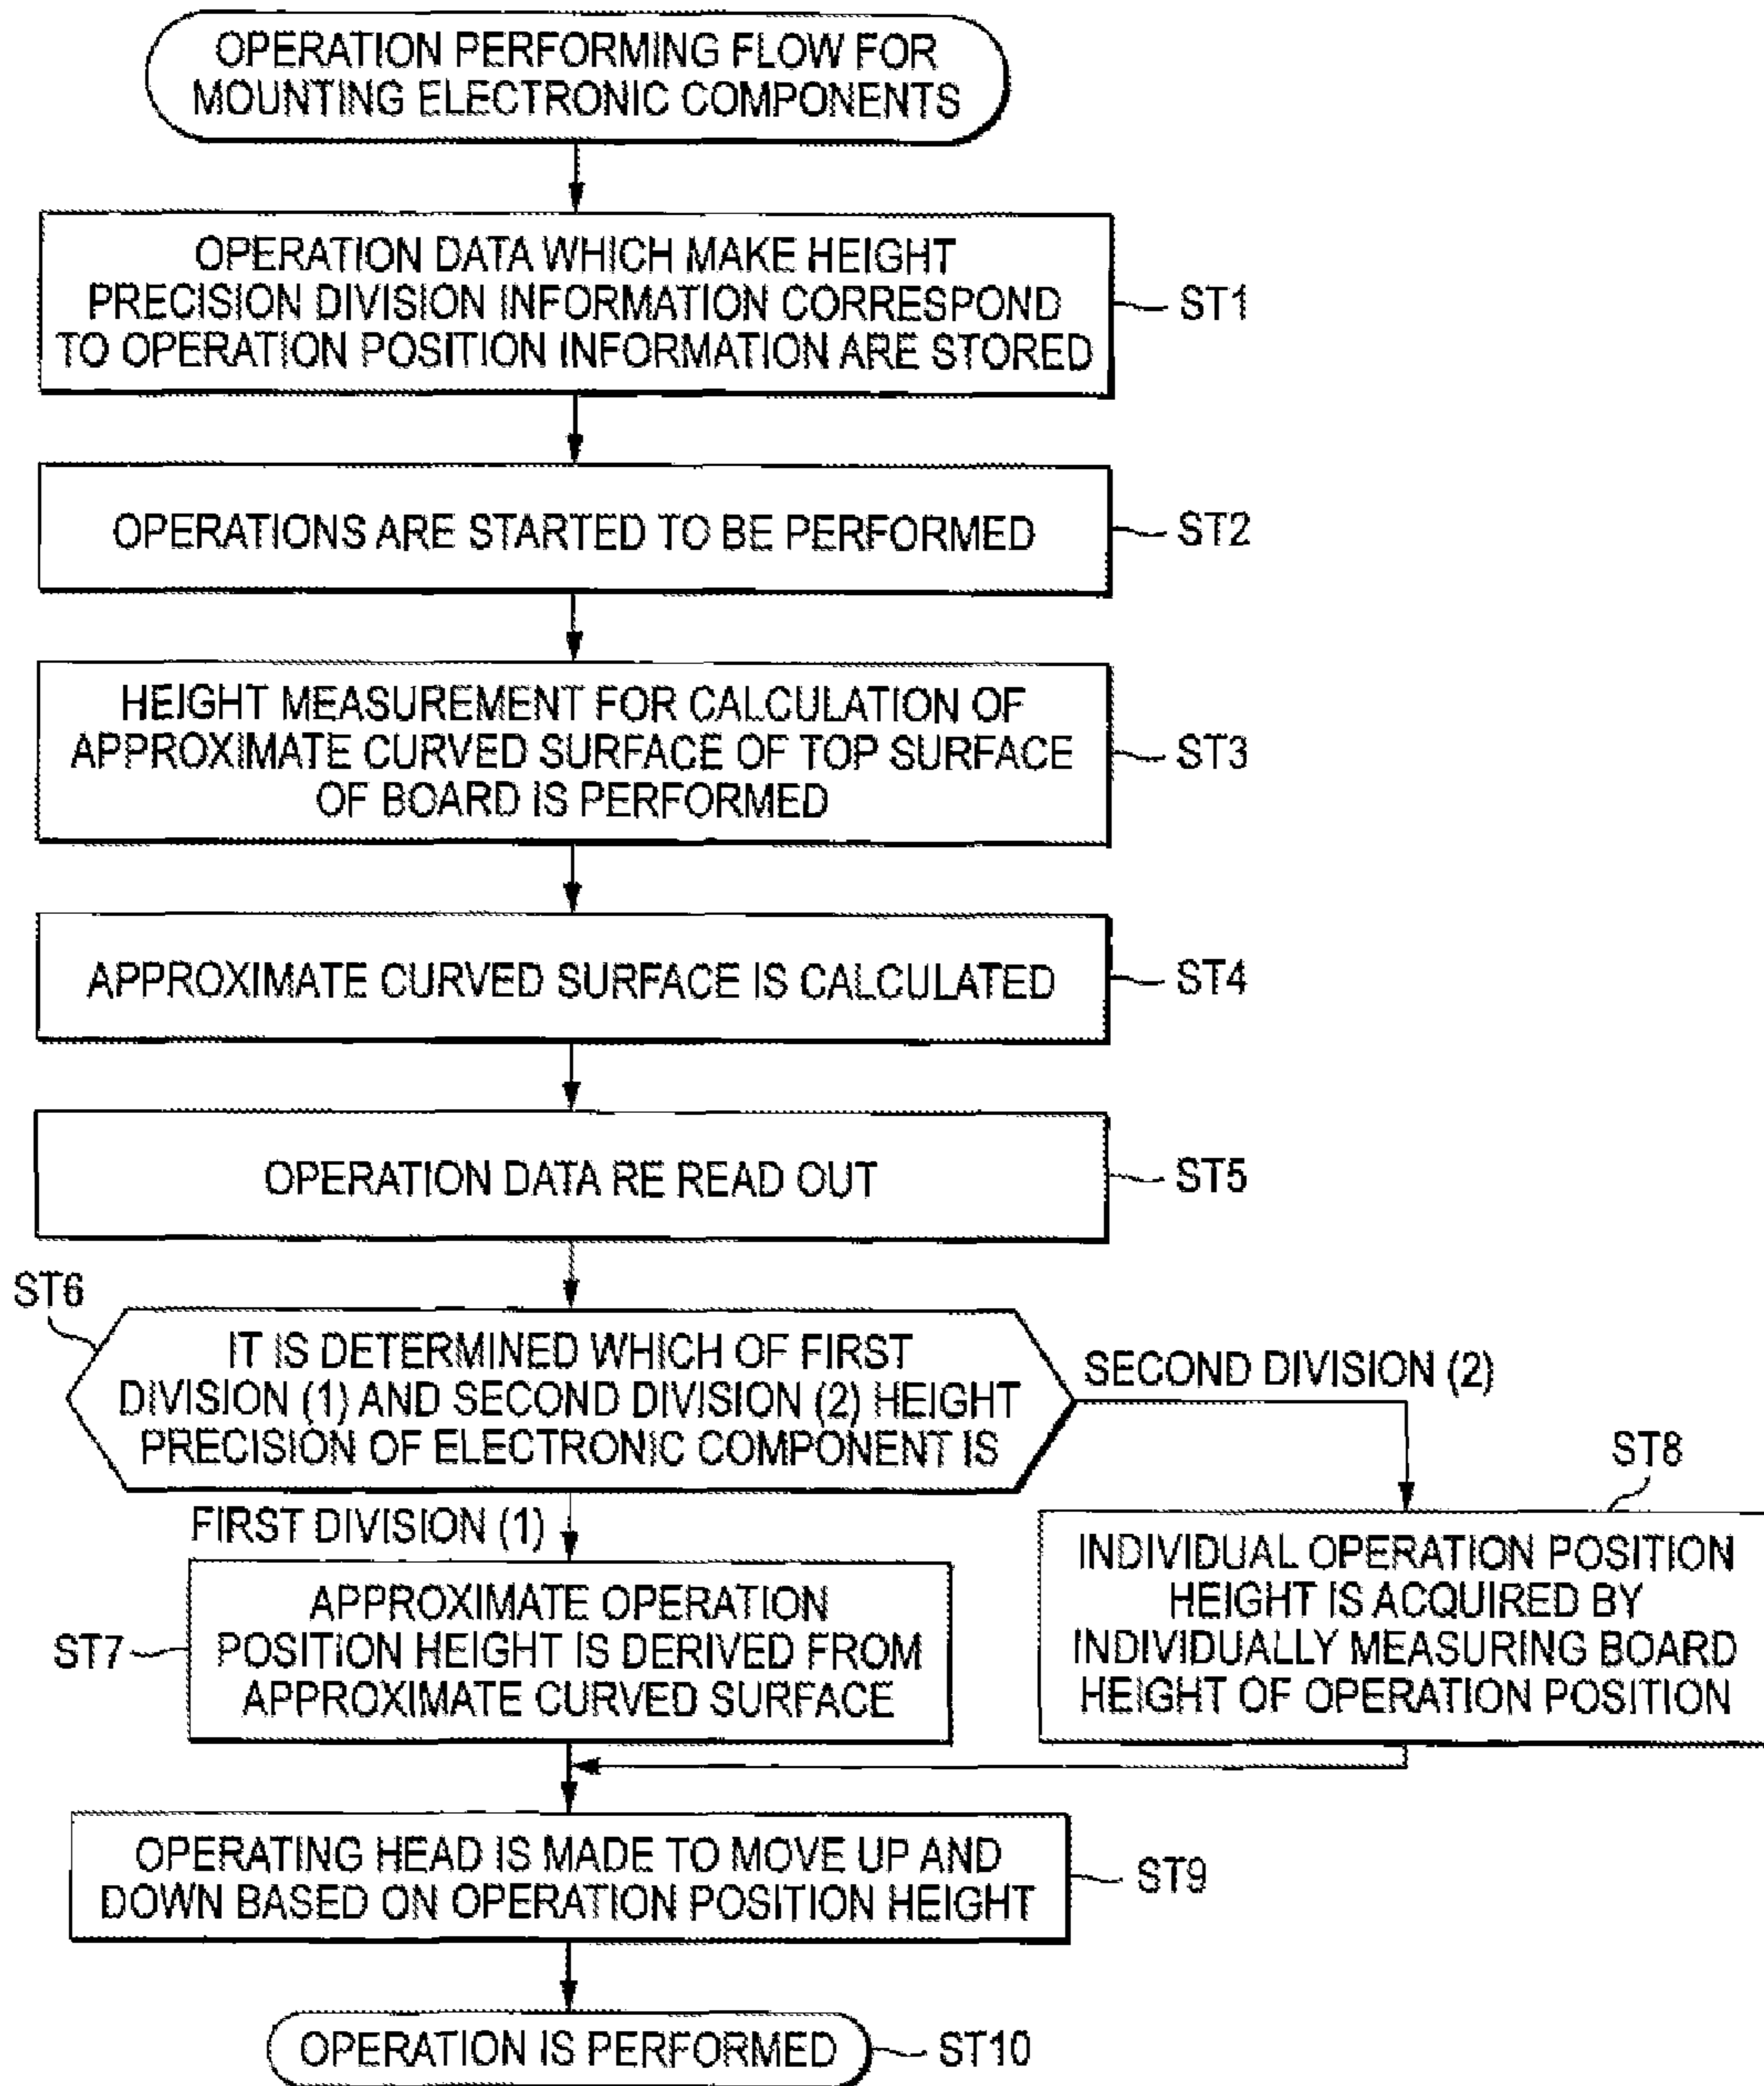 OPERATION PERFORMING FLOW FOR
MOUNTING ELECTRONIC COMPONENTS
OPERATION DATA WHICH MAKE HEIGHT
PRECISION DIVISION INFORMATION CORRESPOND
TO OPERATION POSITION INFORMATION ARE STORED
ST1
OPERATIONS ARE STARTED TO BE PERFORMED
ST2
HEIGHT MEASUREMENT FOR CALCULATION OF
APPROXIMATE CURVED SURFACE OF TOP SURFACE
OF BOARD IS PERFORMED
ST3
APPROXIMATE CURVED SURFACE IS CALCULATED
ST4
OPERATION DATA RE READ OUT
ST5
ST6
IT IS DETERMINED WHICH OF FIRST
DIVISION (1) AND SECOND DIVISION (2) HEIGHT
PRECISION OF ELECTRONIC COMPONENT IS
SECOND DIVISION (2)
FIRST DIVISION (1)
ST7
APPROXIMATE OPERATION
POSITION HEIGHT IS DERIVED FROM
APPROXIMATE CURVED SURFACE
ST8
INDIVIDUAL OPERATION POSITION
HEIGHT IS ACQUIRED BY
INDIVIDUALLY MEASURING BOARD
HEIGHT OF OPERATION POSITION
OPERATING HEAD IS MADE TO MOVE UP AND
DOWN BASED ON OPERATION POSITION HEIGHT
ST9
OPERATION IS PERFORMED
ST10